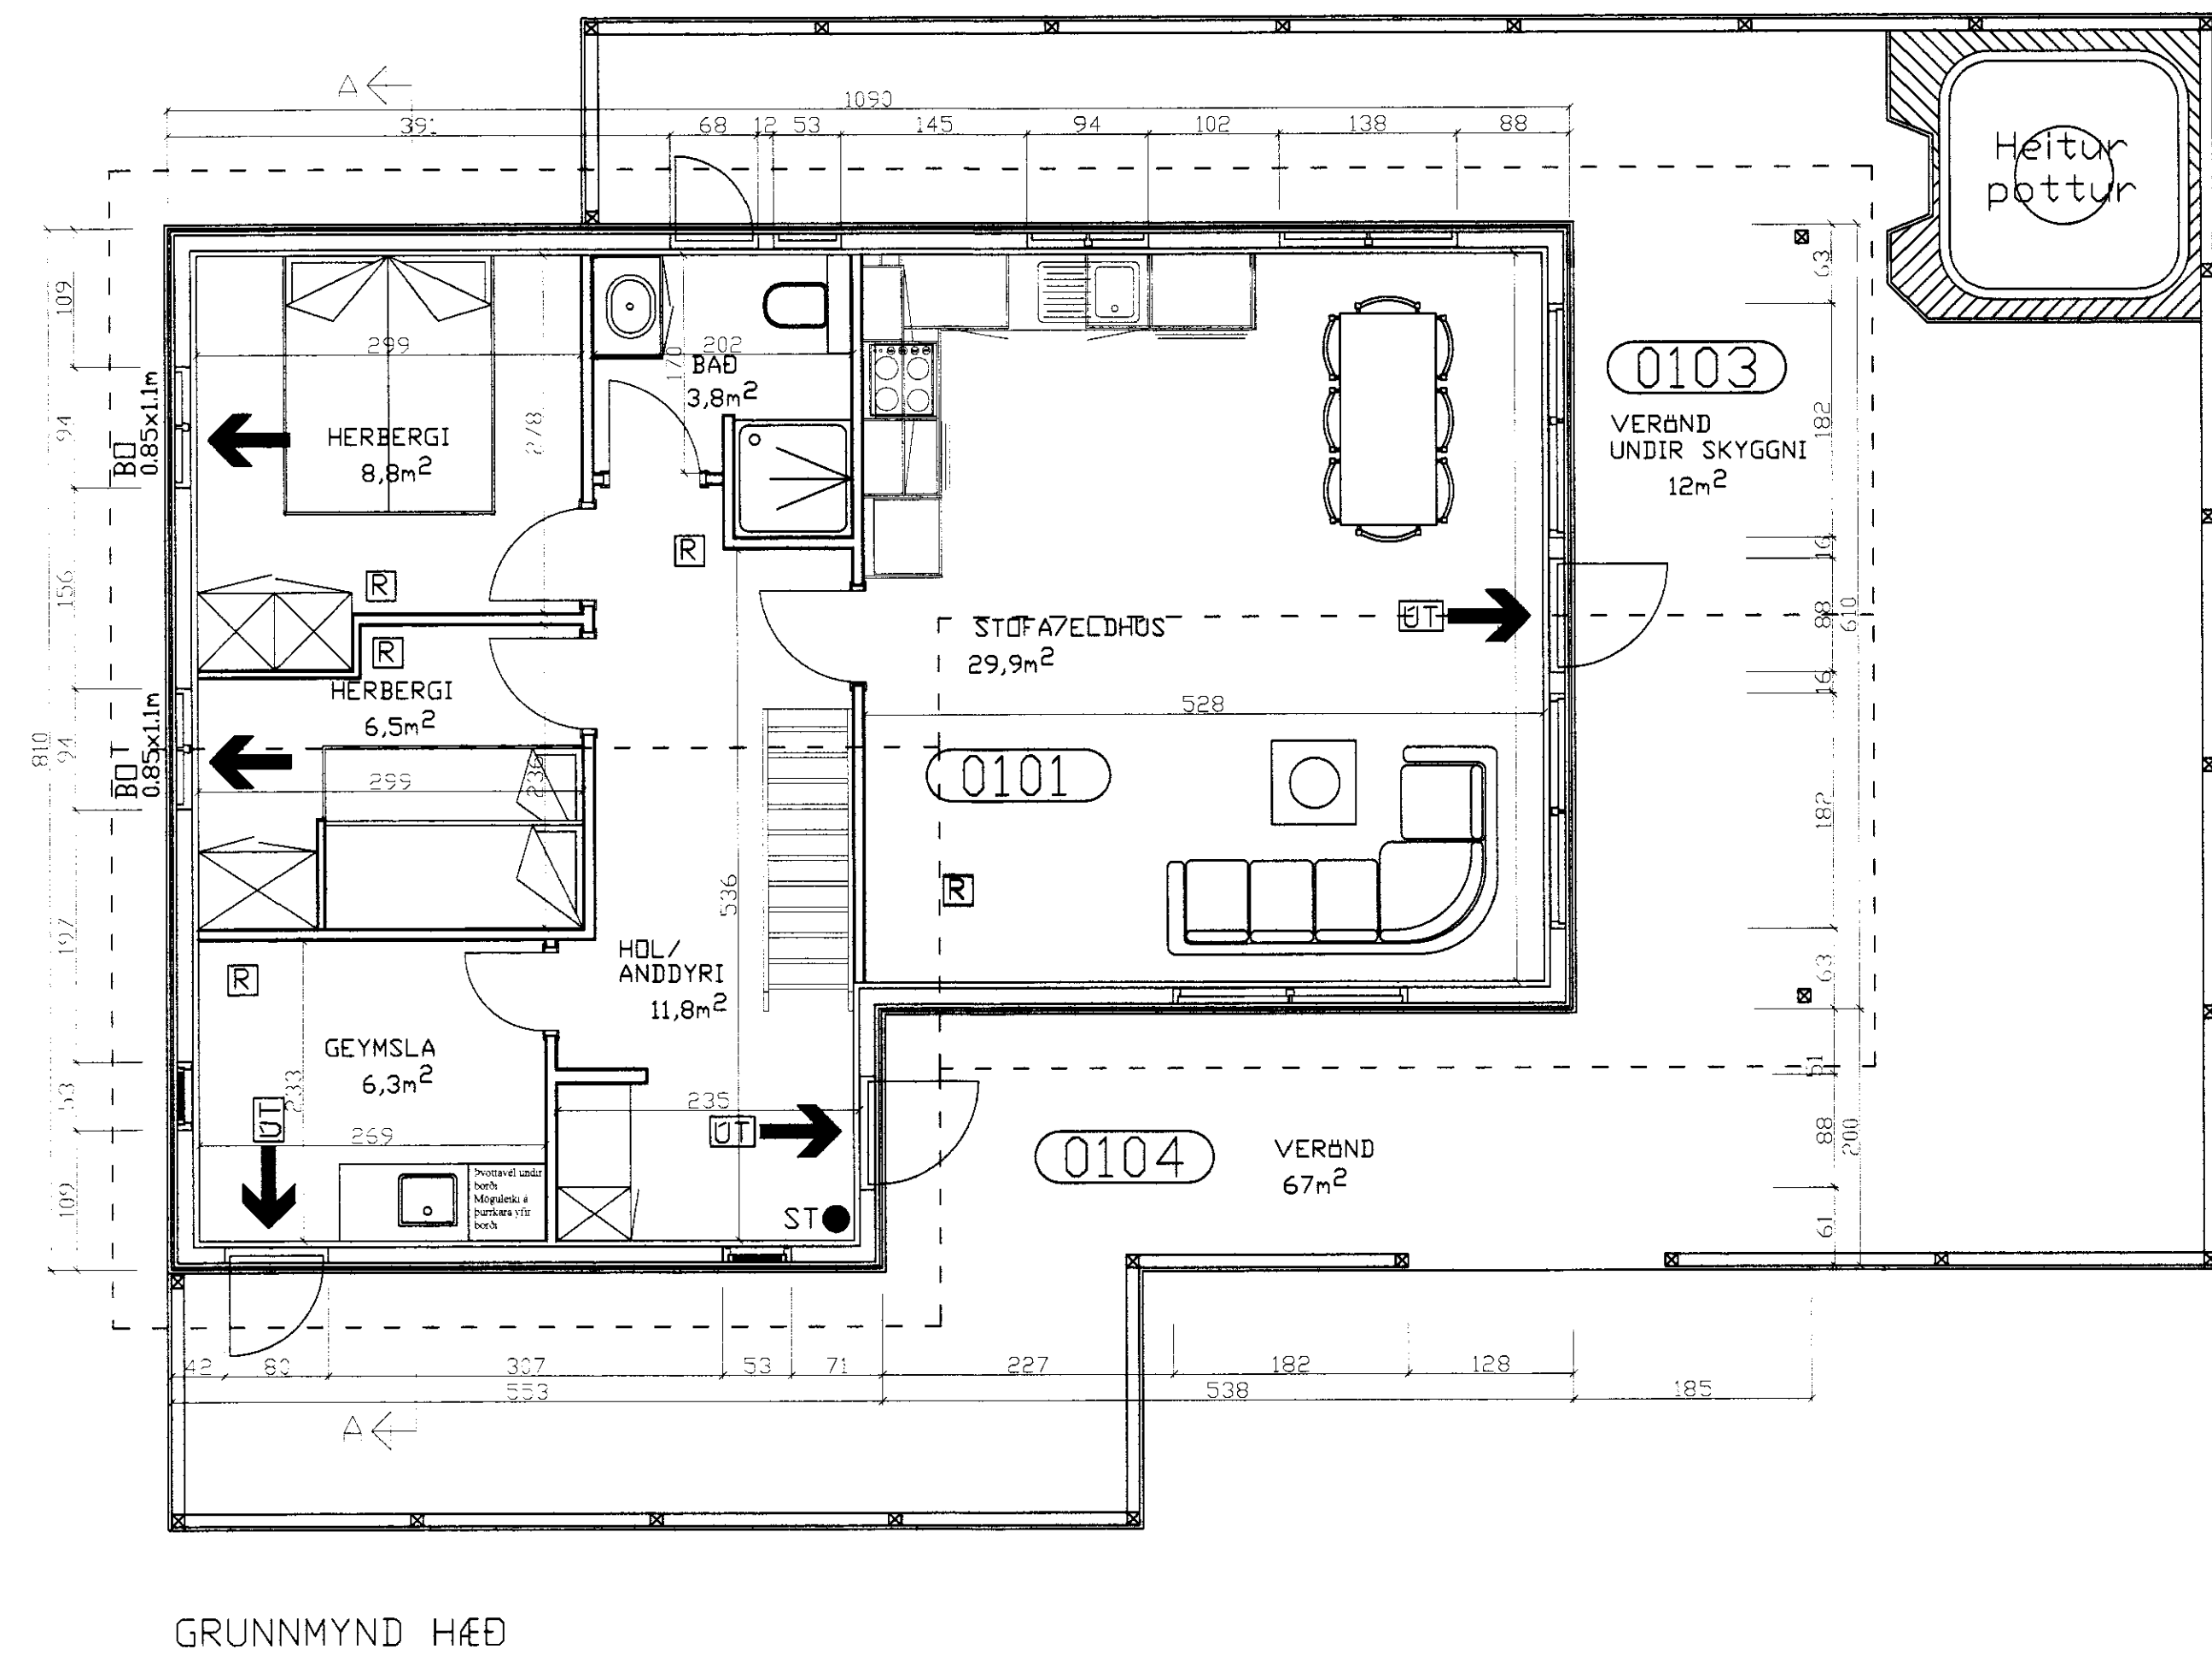 A
1090
391 68 12 53 145 94 102 138 88
Heitur
pottur
109
94
156
94
197
53
109
810
BO
0.85x1.1m
BO
0.85x1.1m
299
278
HERBERGI
8,8m2
R
202
170
BAÐ
3,8m2
R
R
HERBERGI
6,5m2
299
236
STOFA/ELDHÚS
29,9m2
ÚT
528
0101
R
0103
VERÖND
UNDIR SKYGGNI
12m2
63
182
16
88
16
182
63
51
88
61
610
200
536
HOL/
ANDDYRI
11,8m2
R
GEYMSLA
6,3m2
233
ÚT
269
Þvottavél undir
borði
Möguleiki á
þurrkara yfir
borði
235
ÚT
ST
0104
VERÖND
67m2
42 80 307 53 71 227 182 128
553 538 185
A
GRUNNMYND HÆÐ